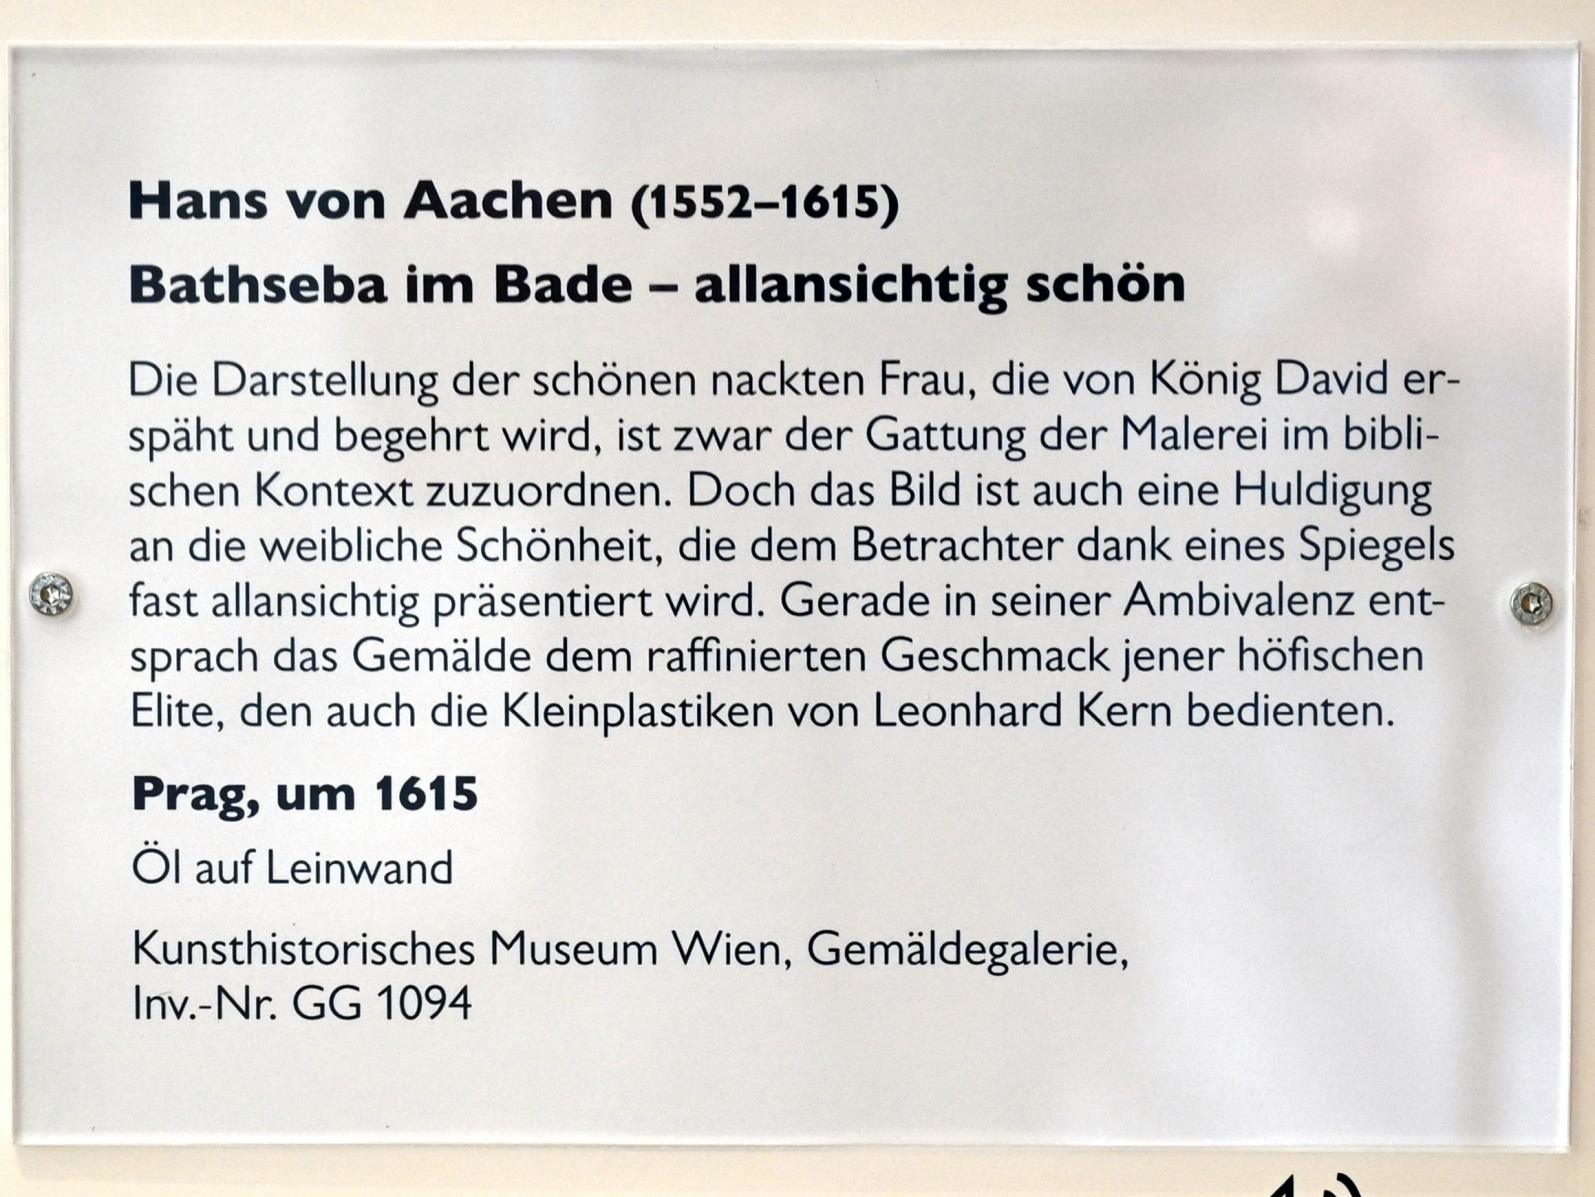 Hans von Aachen (1552–1615)
Bathseba im Bade – allansichtig schön
Die Darstellung der schönen nackten Frau, die von König David er-
späht und begehrt wird, ist zwar der Gattung der Malerei im bibli-
schen Kontext zuzuordnen. Doch das Bild ist auch eine Huldigung
an die weibliche Schönheit, die dem Betrachter dank eines Spiegels
fast allansichtig präsentiert wird. Gerade in seiner Ambivalenz ent-
sprach das Gemälde dem raffinierten Geschmack jener höfischen
Elite, den auch die Kleinplastiken von Leonhard Kern bedienten.
Prag, um 1615
Öl auf Leinwand
Kunsthistorisches Museum Wien, Gemäldegalerie,
Inv.-Nr. GG 1094